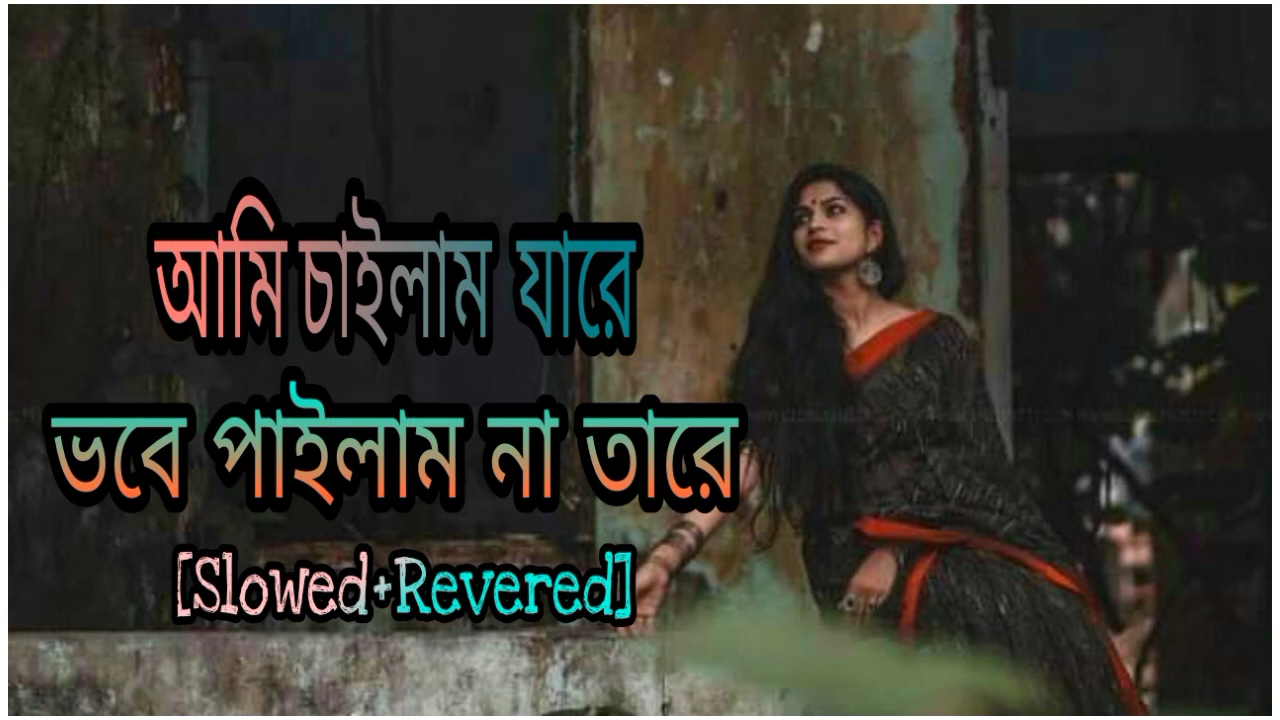 আমি চাইলাম যারে
ভবে পাইলাম না তারে
[Slowed+Revered]